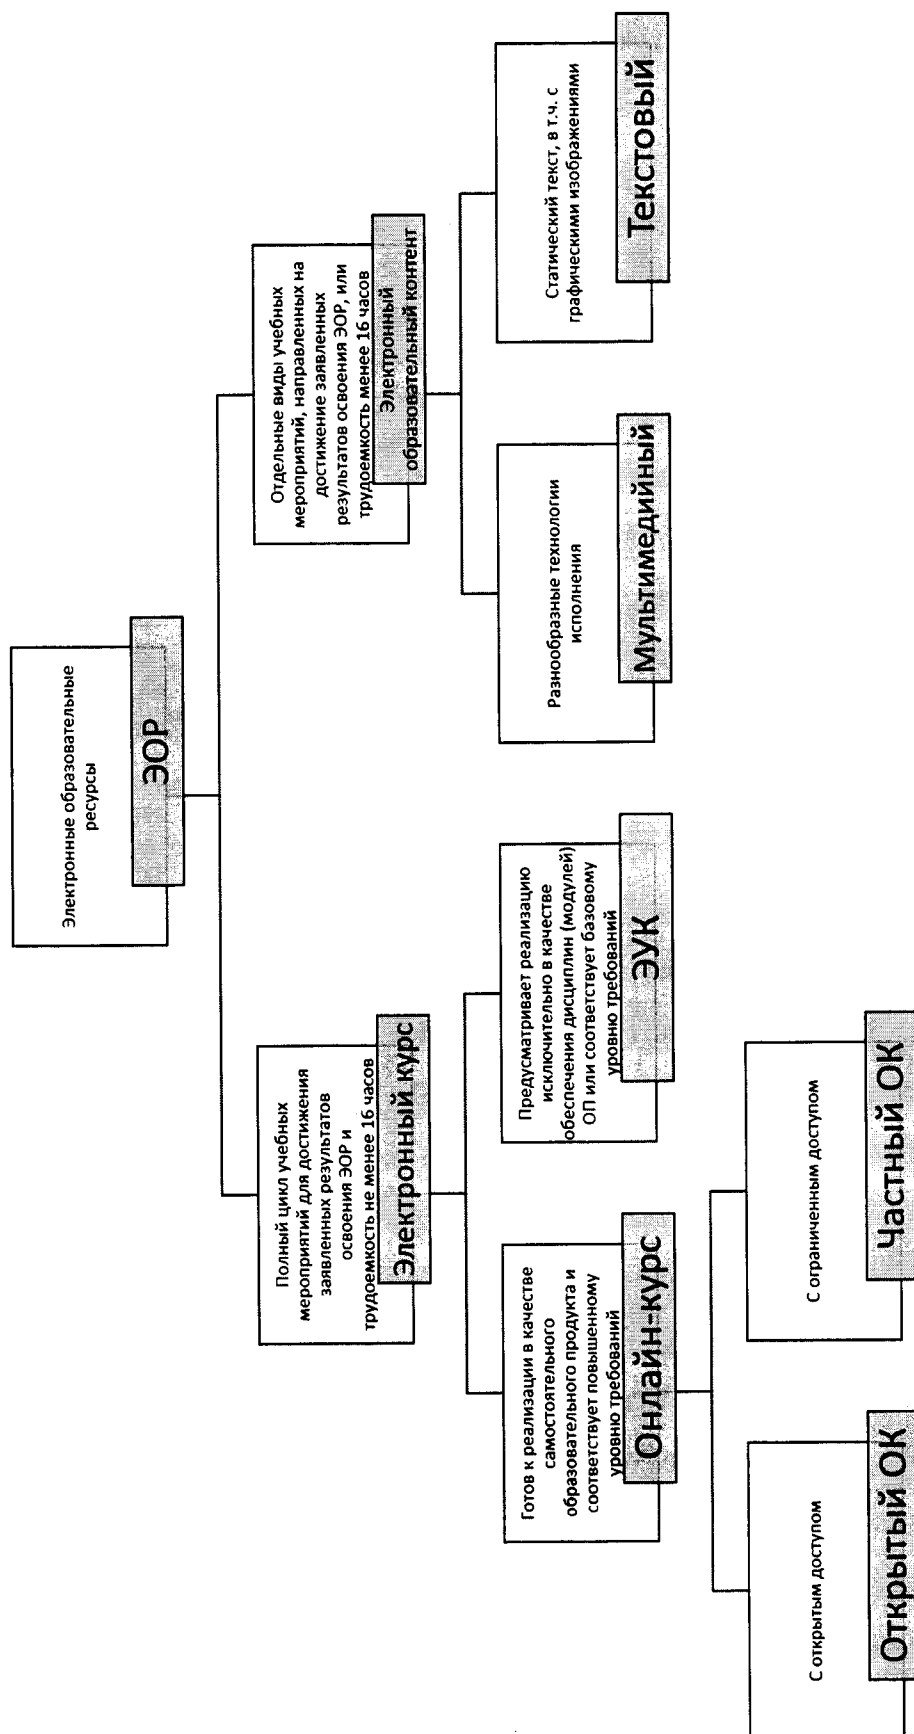 Электронные образовательные
ресурсы
ЭОР
Полный цикл учебных
мероприятий для достижения
заявленных результатов
освоения ЭОР и
трудоемкость не менее 16 часов
Электронный курс
Отдельные виды учебных
мероприятий, направленных на
достижение заявленных
результатов освоения ЭОР, или
трудоемкость менее 16 часов
Электронный
образовательный контент
Готов к реализации в качестве
самостоятельного
образовательного продукта и
соответствует повышенному
уровню требований
Онлайн-курс
Предусматривает реализацию
исключительно в качестве
обеспечения дисциплин (модулей)
ОП или соответствует базовому
уровню требований
ЭУК
Разнообразные технологии
исполнения
Мультимедийный
Статический текст, в т.ч. с
графическими изображениями
Текстовый
С открытым доступом
Открытый ОК
С ограниченным доступом
Частный ОК